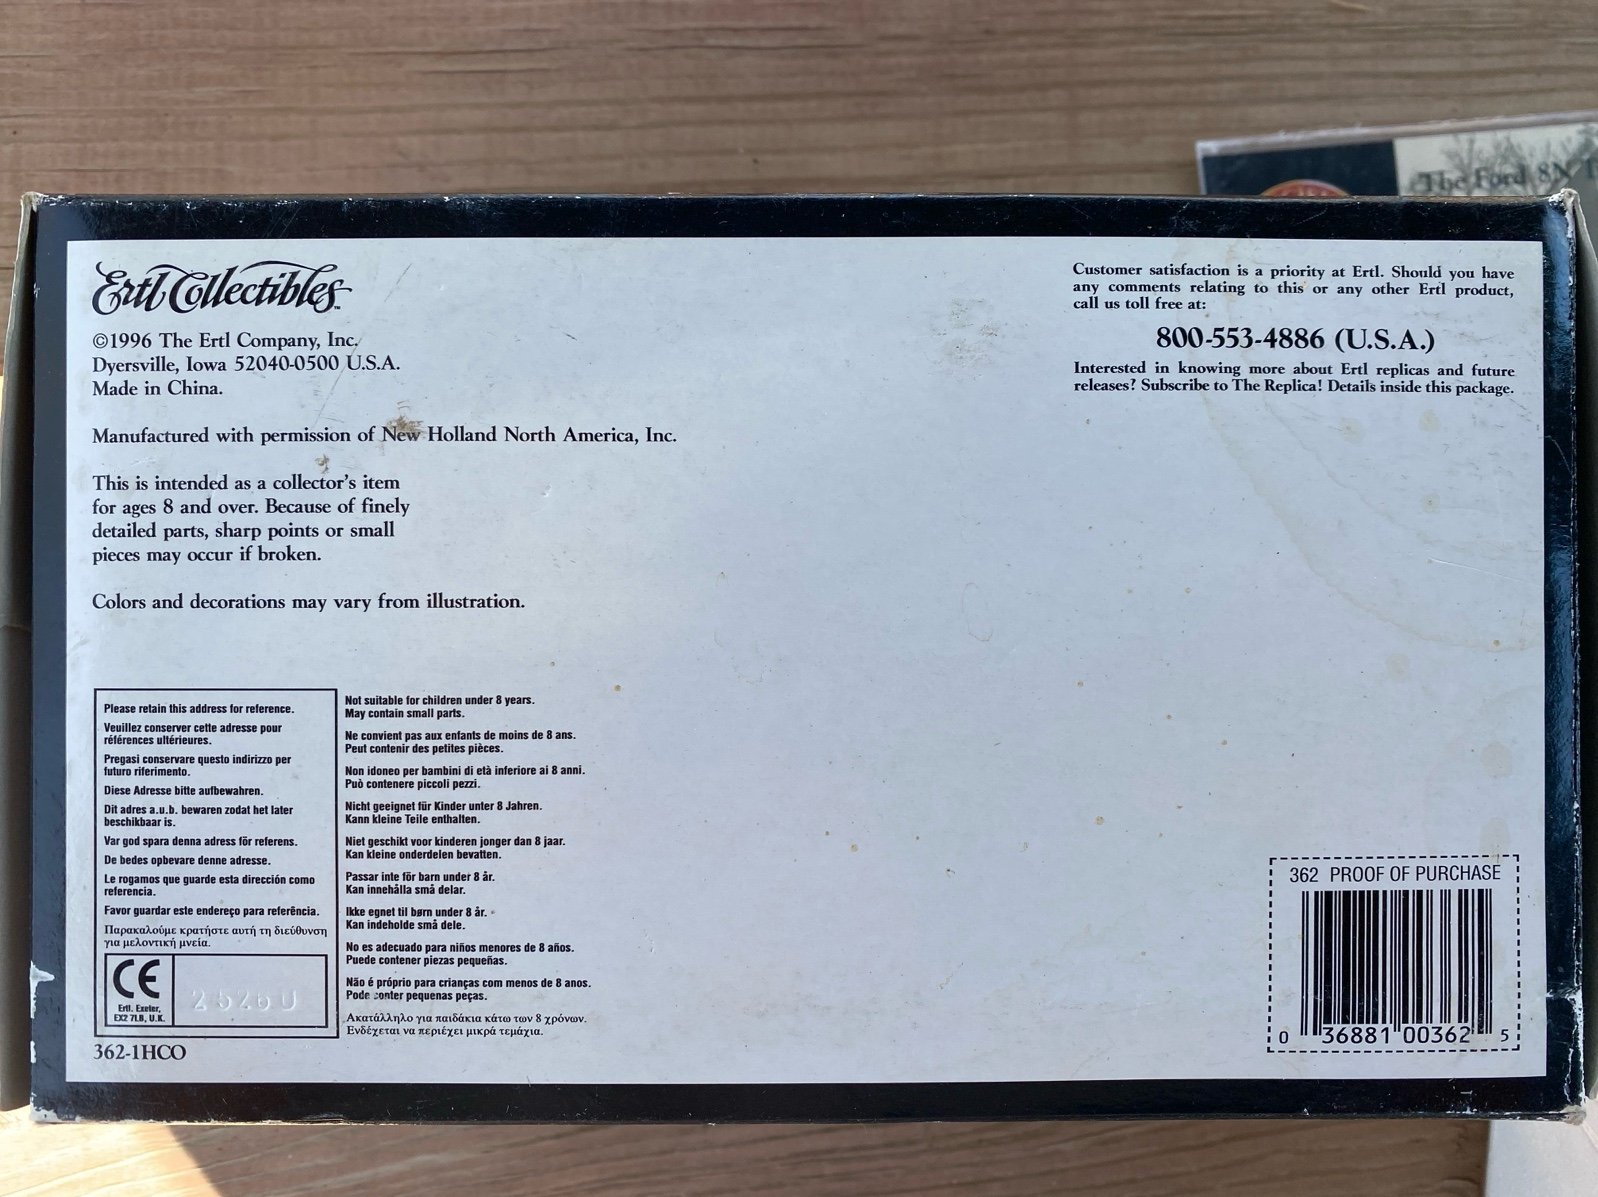 The Ford 8N
Ertl Collectibles™
©1996 The Ertl Company, Inc.
Dyersville, Iowa 52040-0500 U.S.A.
Made in China.
Manufactured with permission of New Holland North America, Inc.
This is intended as a collector's item
for ages 8 and over. Because of finely
detailed parts, sharp points or small
pieces may occur if broken.
Colors and decorations may vary from illustration.
Customer satisfaction is a priority at Ertl. Should you have
any comments relating to this or any other Ertl product,
call us toll free at:
800-553-4886 (U.S.A.)
Interested in knowing more about Ertl replicas and future
releases? Subscribe to The Replica! Details inside this package.
Please retain this address for reference.
Veuillez conserver cette adresse pour
références ultérieures.
Pregasi conservare questo indirizzo per
futuro riferimento.
Diese Adresse bitte aufbewahren.
Dit adres a.u.b. bewaren zodat het later
beschikbaar is.
Var god spara denna adress för referens.
De bedes opbevare denne adresse.
Le rogamos que guarde esta dirección como
referencia.
Favor guardar este endereço para referência.
Παρακαλούμε κρατήστε αυτή τη διεύθυνση
για μελοντική μνεία.
CE
Ertl. Exeter,
EX2 7LB, U.K.
25260
362-1HCO
Not suitable for children under 8 years.
May contain small parts.
Ne convient pas aux enfants de moins de 8 ans.
Peut contenir des petites pièces.
Non idoneo per bambini di età inferiore ai 8 anni.
Può contenere piccoli pezzi.
Nicht geeignet für Kinder unter 8 Jahren.
Kann kleine Teile enthalten.
Niet geschikt voor kinderen jonger dan 8 jaar.
Kan kleine onderdelen bevatten.
Passar inte för barn under 8 år.
Kan innehålla små delar.
Ikke egnet til børn under 8 år.
Kan indeholde små dele.
No es adecuado para niños menores de 8 años.
Puede contener piezas pequeñas.
Não é próprio para crianças com menos de 8 anos.
Pode conter pequenas peças.
Ακατάλληλο για παιδάκια κάτω των 8 χρόνων.
Ενδέχεται να περιέχει μικρά τεμάχια.
362 PROOF OF PURCHASE
0 36881 00362 5